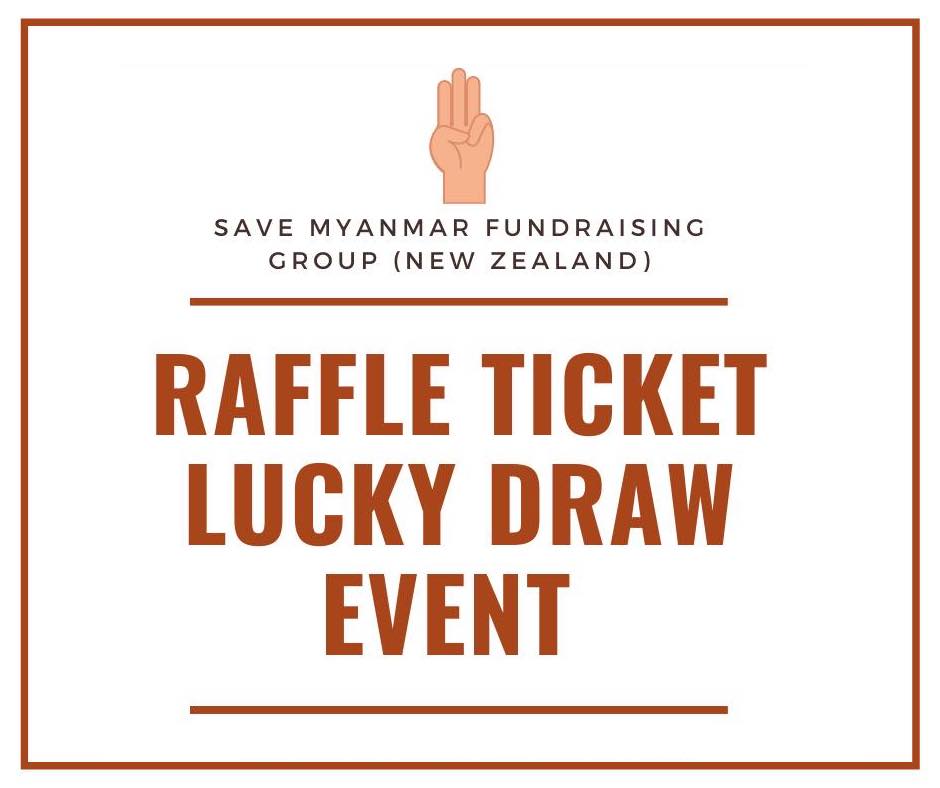 SAVE MYANMAR FUNDRAISING
GROUP (NEW ZEALAND)
RAFFLE TICKET
LUCKY DRAW
EVENT